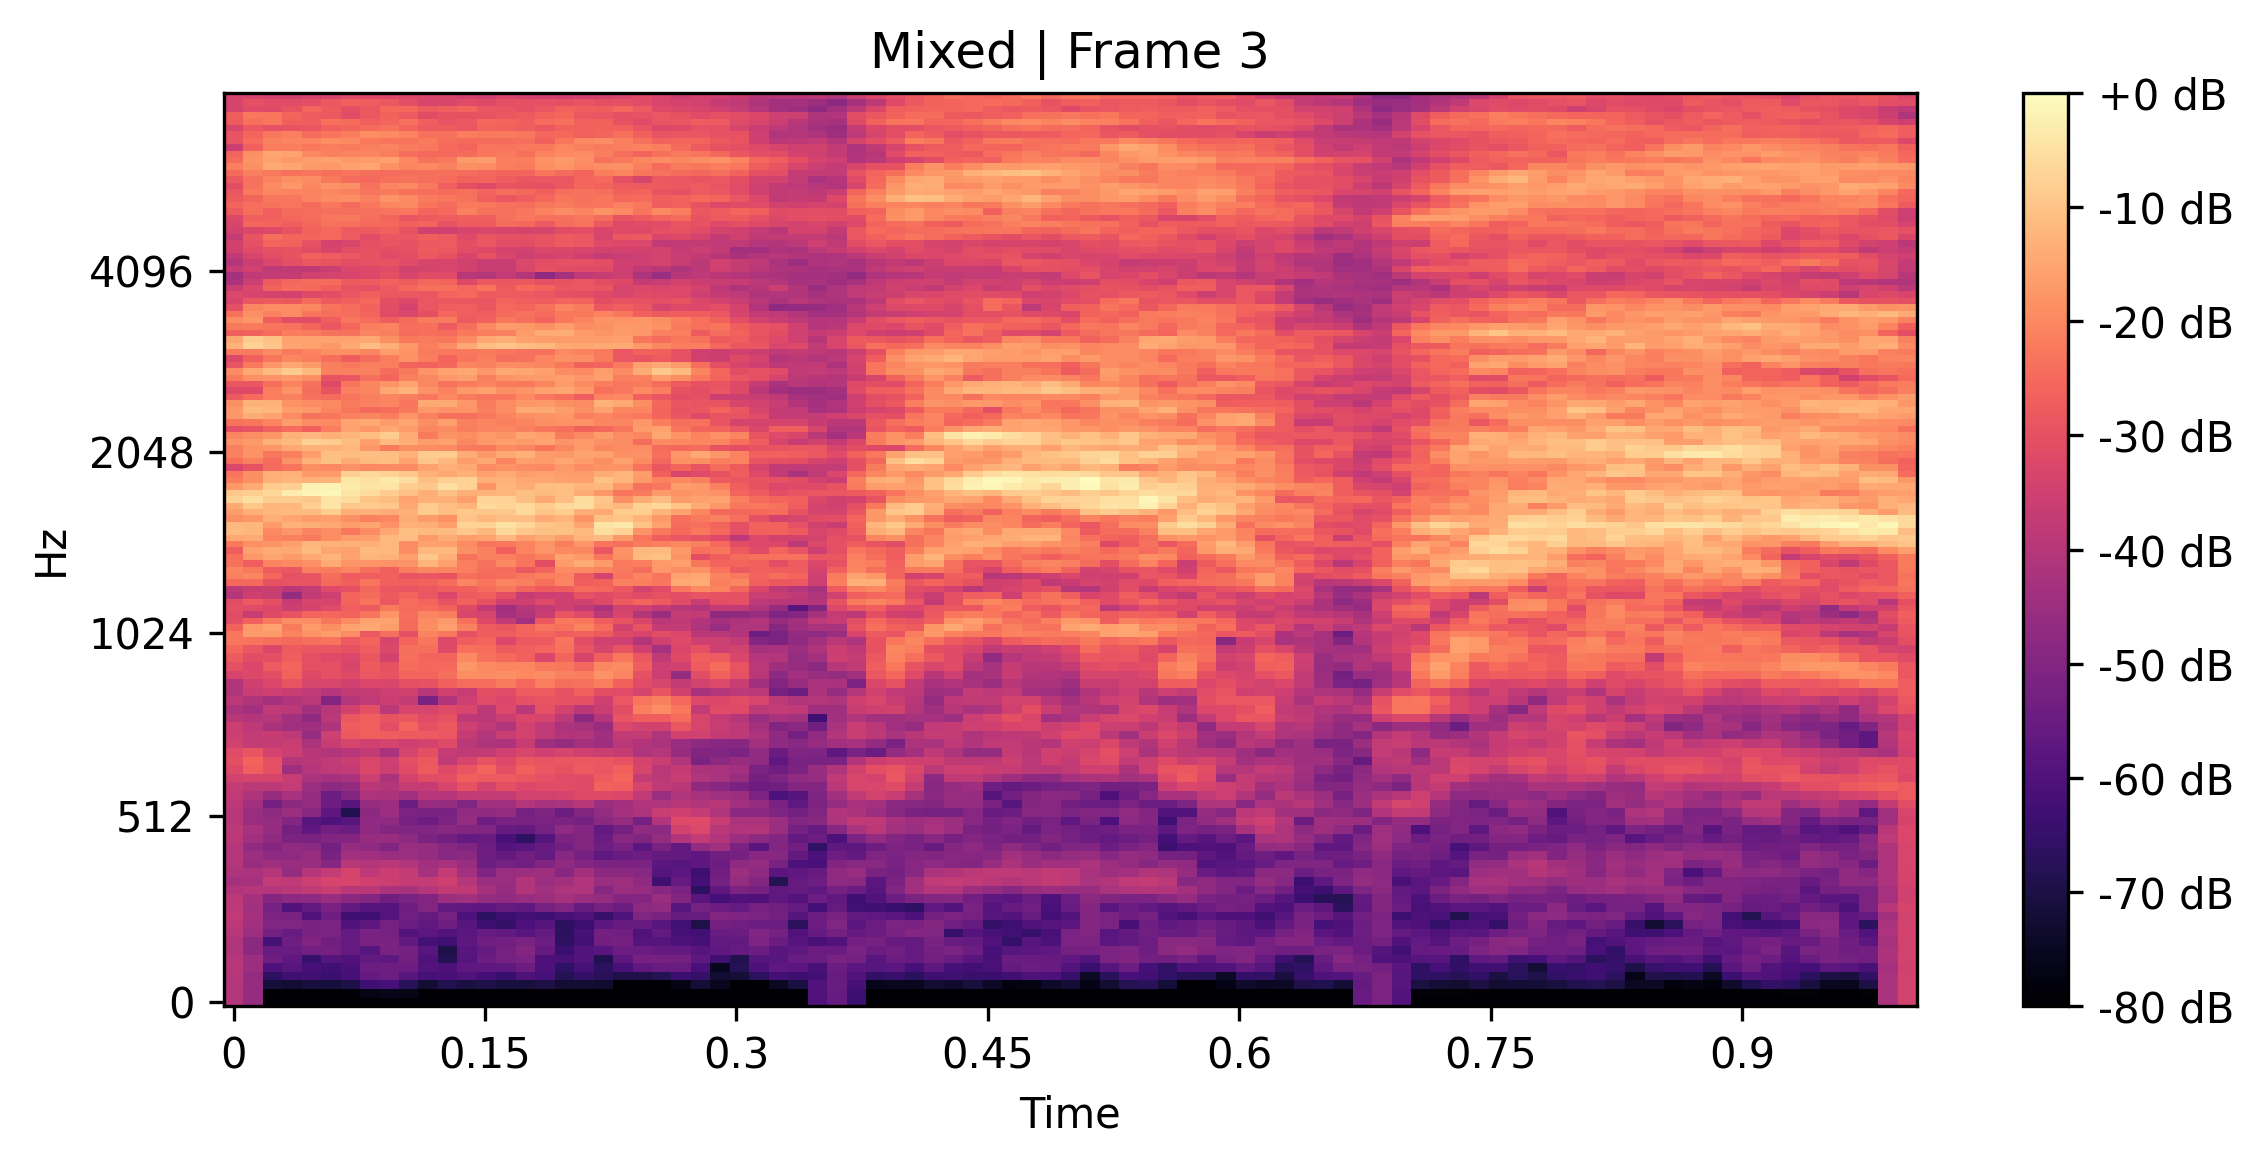 Mixed | Frame 3
+0 dB
-10 dB
-20 dB
-30 dB
-40 dB
-50 dB
-60 dB
-70 dB
-80 dB
Hz
4096
2048
1024
512
0
0 0.15 0.3 0.45 0.6 0.75 0.9
Time